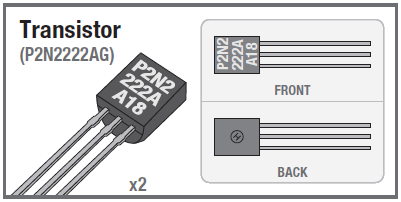 Transistor
(P2N2222AG)
P2N2
222A
A18
x2
P2N2
222A
A18
FRONT
BACK